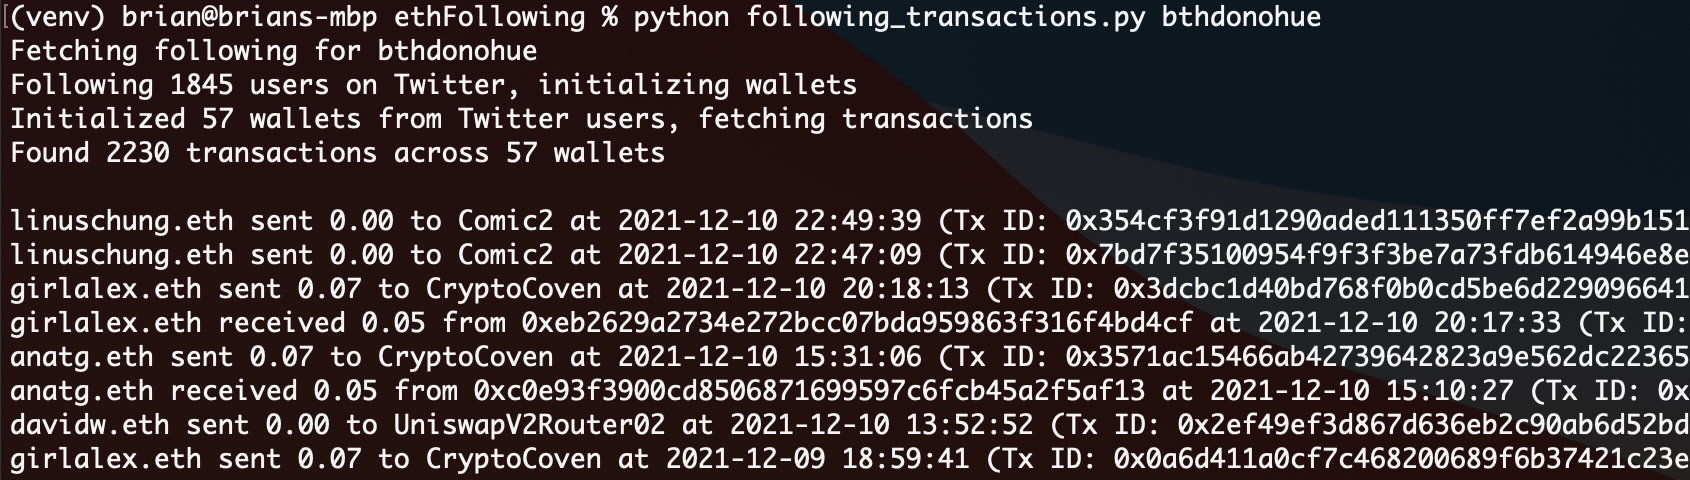 (venv) brian@brians-mbp ethFollowing % python following_transactions.py bthdonohue
Fetching following for bthdonohue
Following 1845 users on Twitter, initializing wallets
Initialized 57 wallets from Twitter users, fetching transactions
Found 2230 transactions across 57 wallets
linuschung.eth sent 0.00 to Comic2 at 2021-12-10 22:49:39 (Tx ID: 0x354cf3f91d1290aded111350ff7ef2a99b151
linuschung.eth sent 0.00 to Comic2 at 2021-12-10 22:47:09 (Tx ID: 0x7bd7f35100954f9f3f3be7a73fdb614946e8e
girlalex.eth sent 0.07 to CryptoCoven at 2021-12-10 20:18:13 (Tx ID: 0x3dcbc1d40bd768f0b0cd5be6d229096641
girlalex.eth received 0.05 from 0xeb2629a2734e272bcc07bda959863f316f4bd4cf at 2021-12-10 20:17:33 (Tx ID:
anatg.eth sent 0.07 to CryptoCoven at 2021-12-10 15:31:06 (Tx ID: 0x3571ac15466ab42739642823a9e562dc22365
anatg.eth received 0.05 from 0xc0e93f3900cd8506871699597c6fcb45a2f5af13 at 2021-12-10 15:10:27 (Tx ID: 0x
davidw.eth sent 0.00 to UniswapV2Router02 at 2021-12-10 13:52:52 (Tx ID: 0x2ef49ef3d867d636eb2c90ab6d52bd
girlalex.eth sent 0.07 to CryptoCoven at 2021-12-09 18:59:41 (Tx ID: 0x0a6d411a0cf7c468200689f6b37421c23e